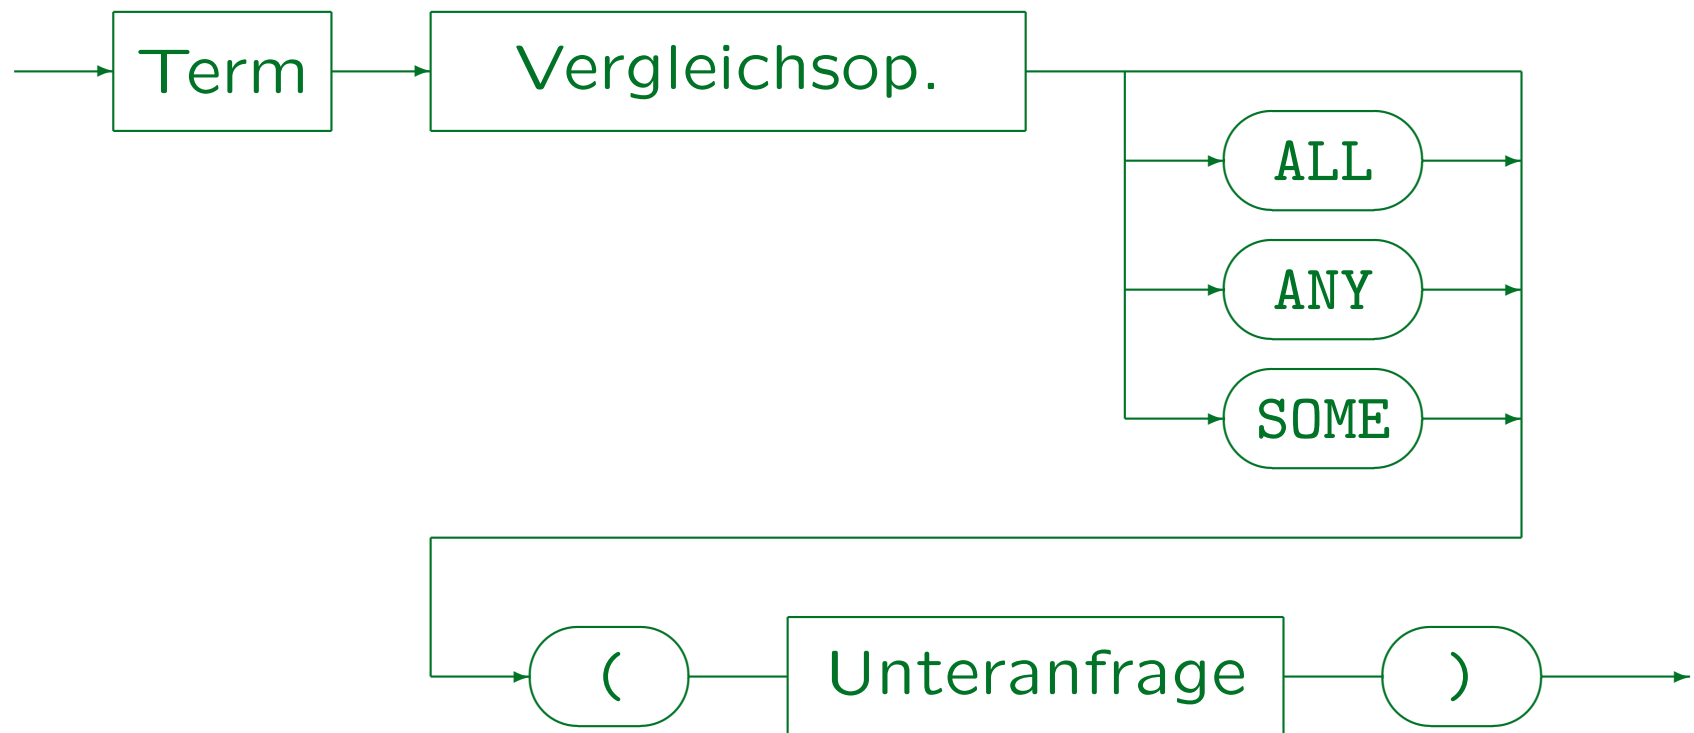 Term Vergleichsop.
ALL
ANY
SOME
( Unteranfrage )